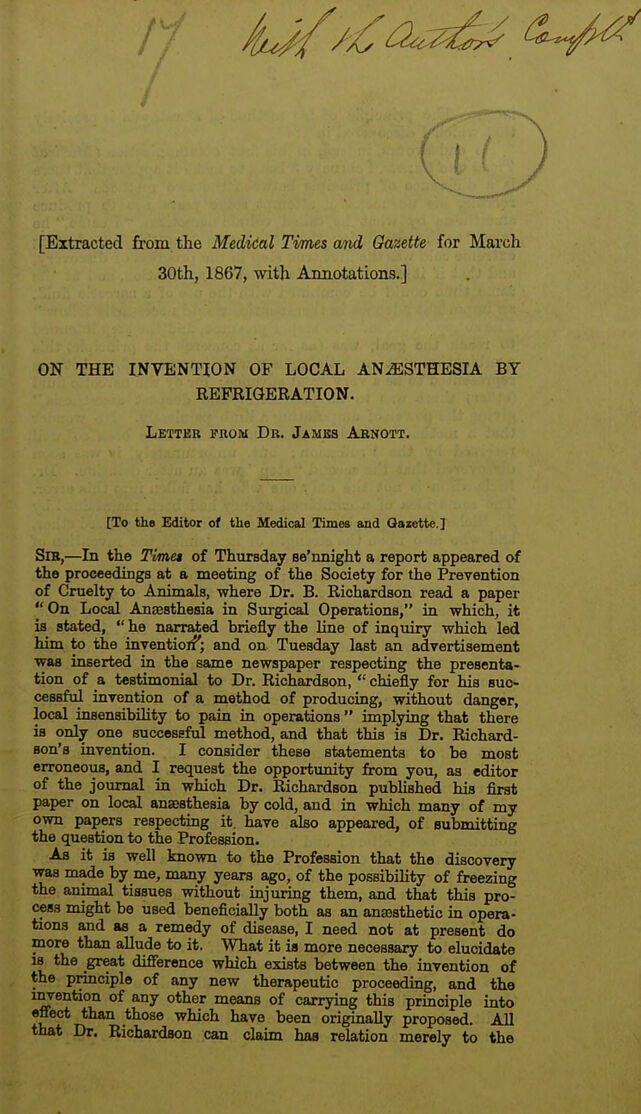 17 With the Authors Complts
11
[Extracted from the Medical Times and Gazette for March
30th, 1867, with Annotations.]
ON THE INVENTION OF LOCAL ANÆSTHESIA BY
REFRIGERATION.
LETTER FROM DR. JAMES ARNOTT.
[To the Editor of the Medical Times and Gazette.]
SIR,—In the Times of Thursday se'nnight a report appeared of
the proceedings at a meeting of the Society for the Prevention
of Cruelty to Animals, where Dr. B. Richardson read a paper
“On Local Anæsthesia in Surgical Operations,” in which, it
is stated, “he narrated briefly the line of inquiry which led
him to the invention”; and on Tuesday last an advertisement
was inserted in the same newspaper respecting the presenta-
tion of a testimonial to Dr. Richardson, “chiefly for his suc-
cessful invention of a method of producing, without danger,
local insensibility to pain in operations” implying that there
is only one successful method, and that this is Dr. Richard-
son's invention. I consider these statements to be most
erroneous, and I request the opportunity from you, as editor
of the journal in which Dr. Richardson published his first
paper on local anæsthesia by cold, and in which many of my
own papers respecting it have also appeared, of submitting
the question to the Profession.
As it is well known to the Profession that the discovery
was made by me, many years ago, of the possibility of freezing
the animal tissues without injuring them, and that this pro-
cess might be used beneficially both as an anæsthetic in opera-
tions and as a remedy of disease, I need not at present do
more than allude to it. What it is more necessary to elucidate
is the great difference which exists between the invention of
the principle of any new therapeutic proceeding, and the
invention of any other means of carrying this principle into
effect than those which have been originally proposed. All
that Dr. Richardson can claim has relation merely to the